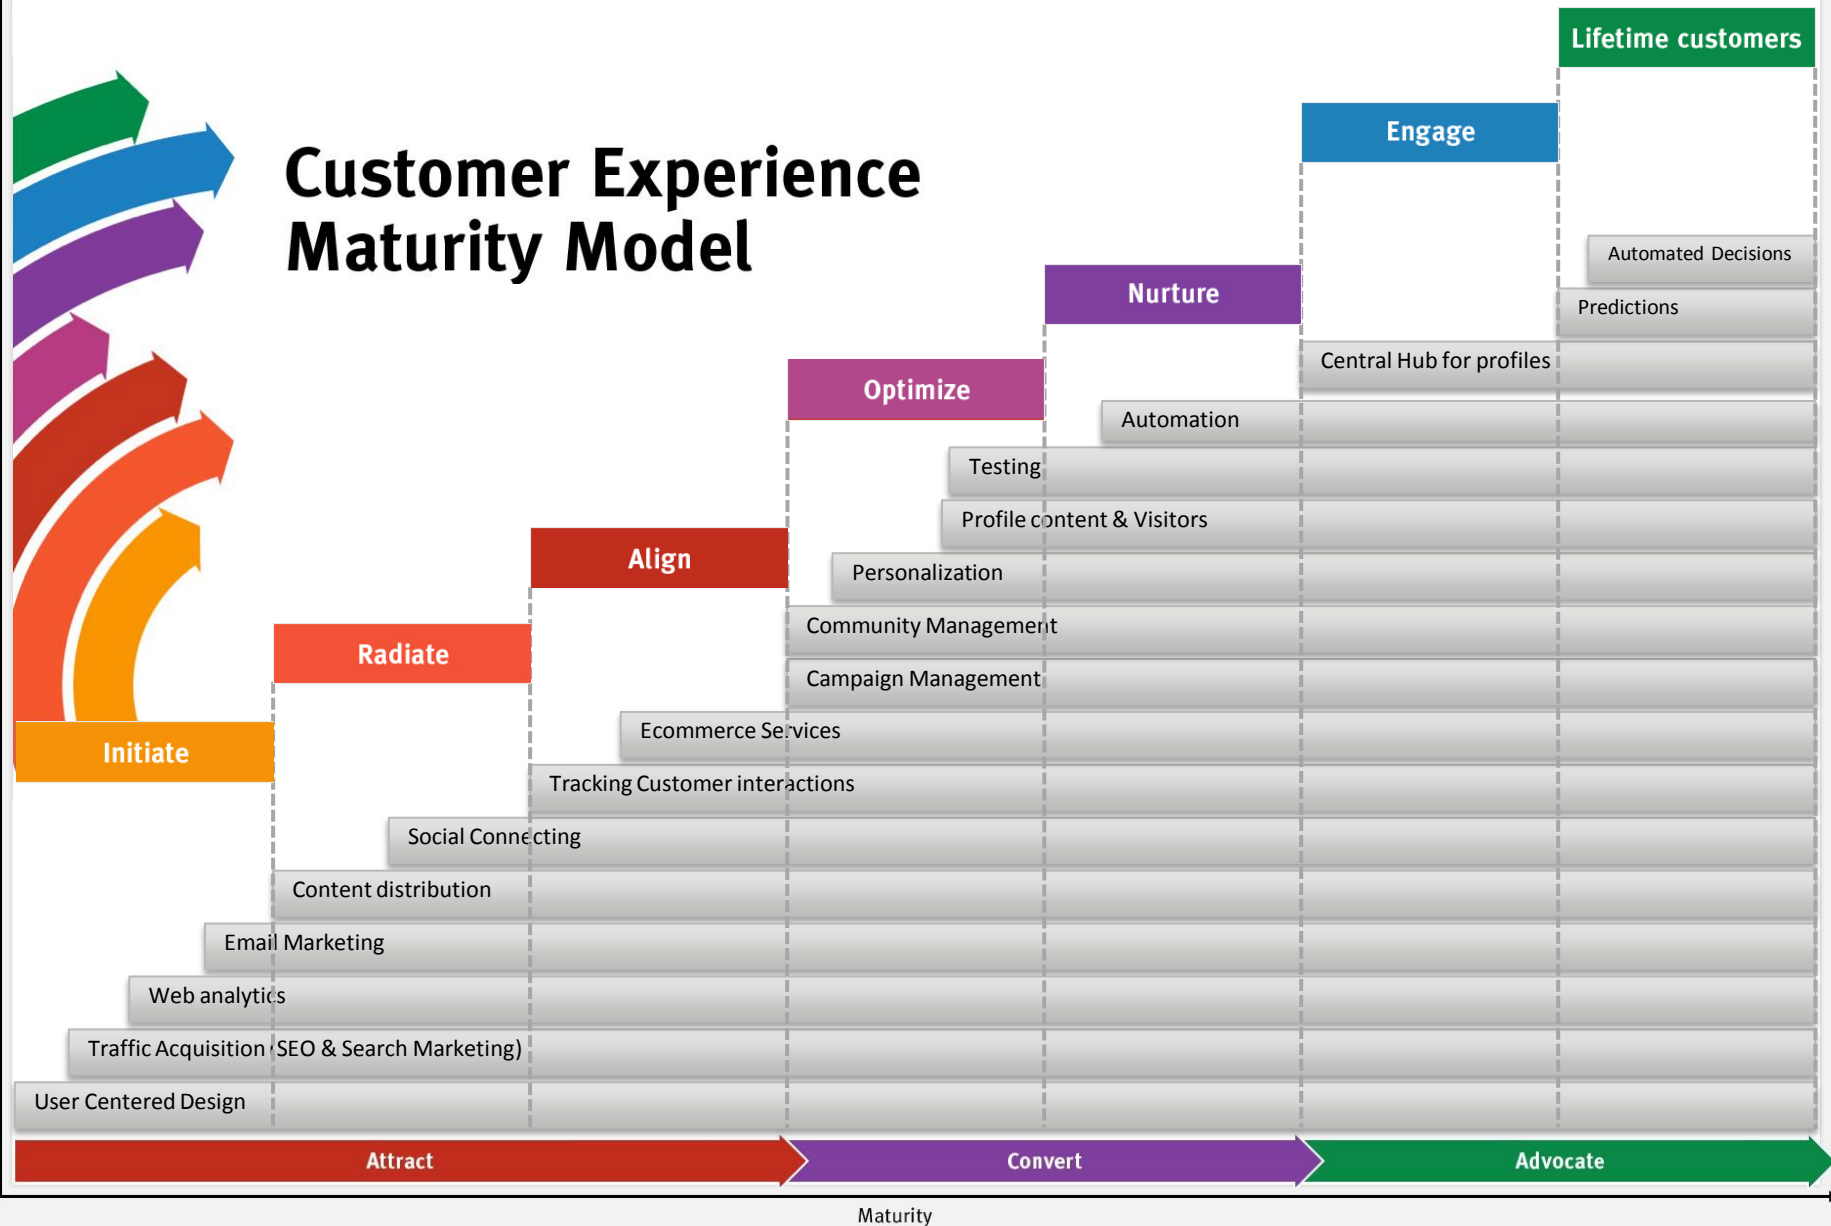 Lifetime customers
Engage
Customer Experience
Maturity Model
Automated Decisions
Nurture
Predictions
Central Hub for profiles
Optimize
Automation
Testing
Profile content & Visitors
Align
Personalization
Community Management
Radiate
Campaign Management
Ecommerce Services
Initiate
Tracking Customer interactions
Social Connecting
Content distribution
Email Marketing
Web analytics
Traffic Acquisition (SEO & Search Marketing)
User Centered Design
Attract
Convert
Advocate
Maturity